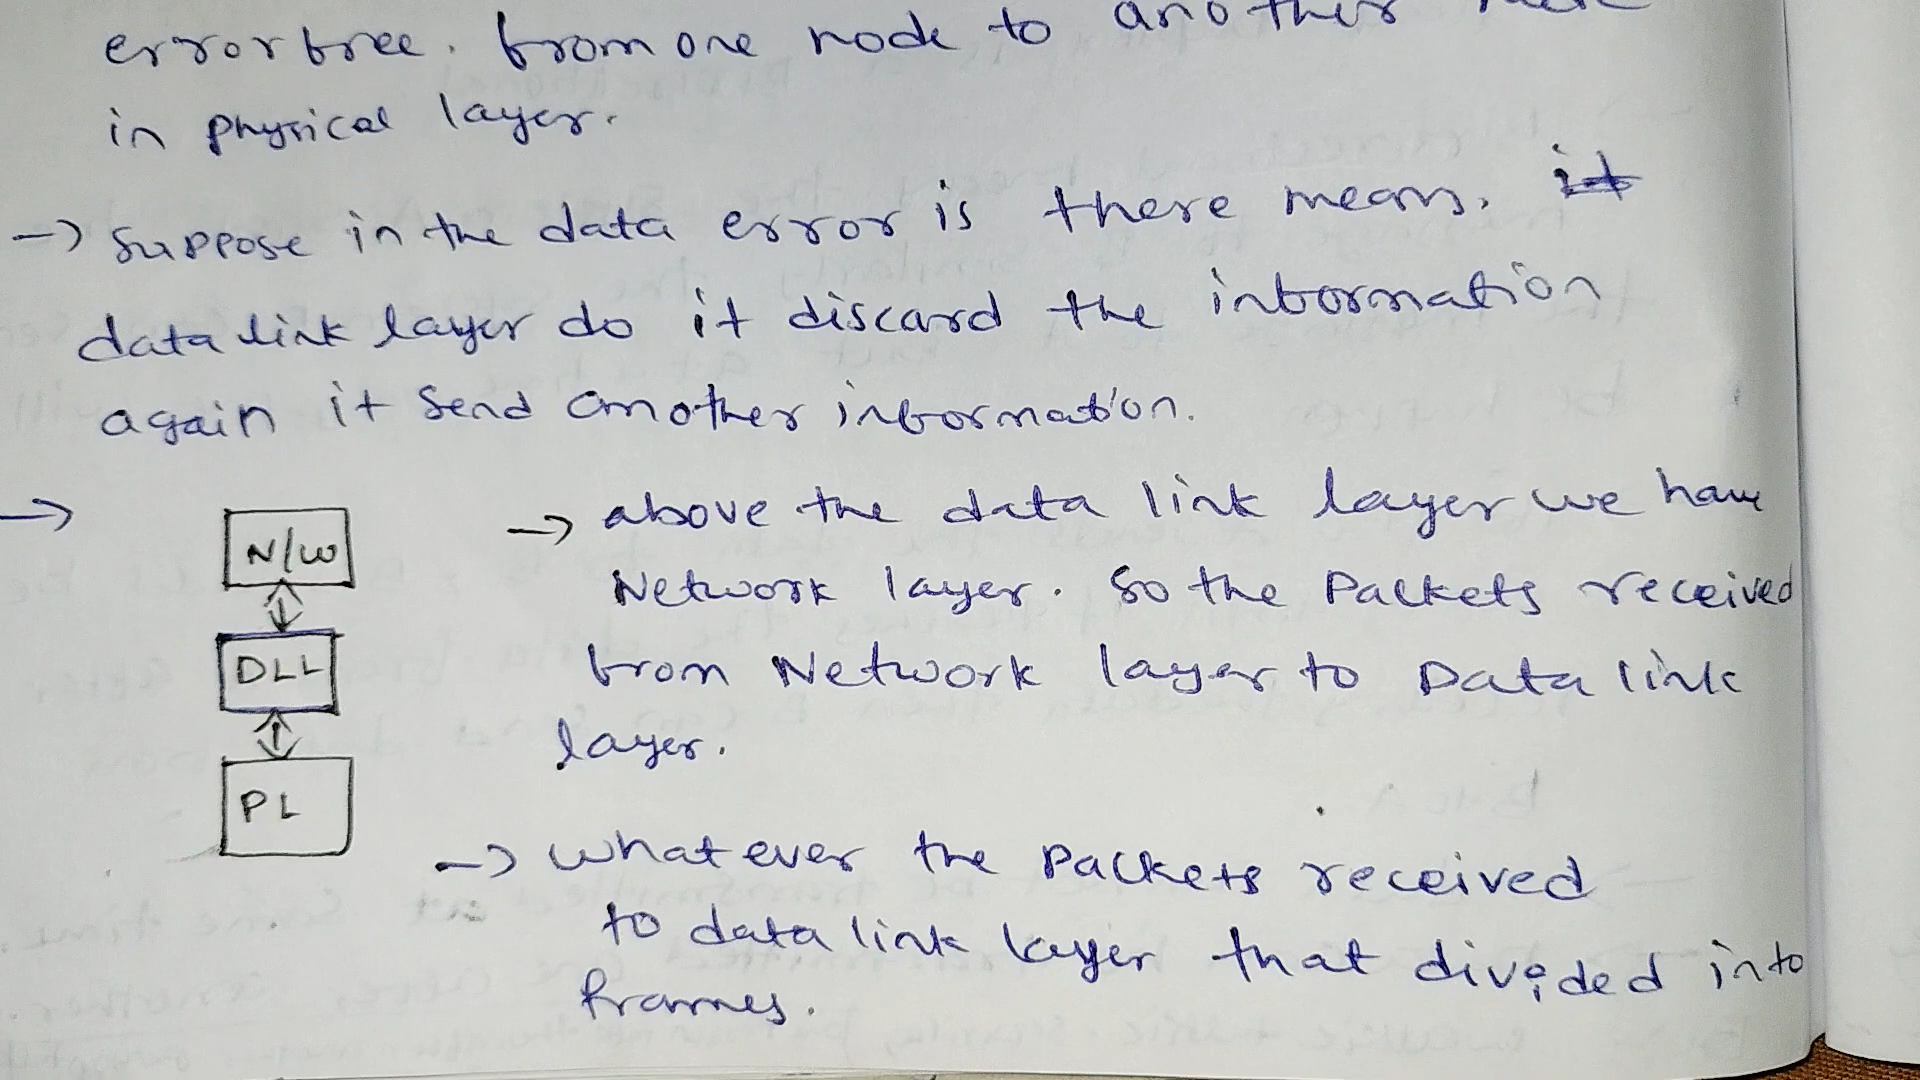 error free. from one node to another
in physical layer.
→ Suppose in the data error is there means, it
data link layer do it discard the information
again it send another information.
→ N/W
DLL
PL
→ above the data link layer we have
Network layer. So the Packets received
from Network layer to Data link
layer.
→ whatever the Packets received
to data link layer that divided into
frames.